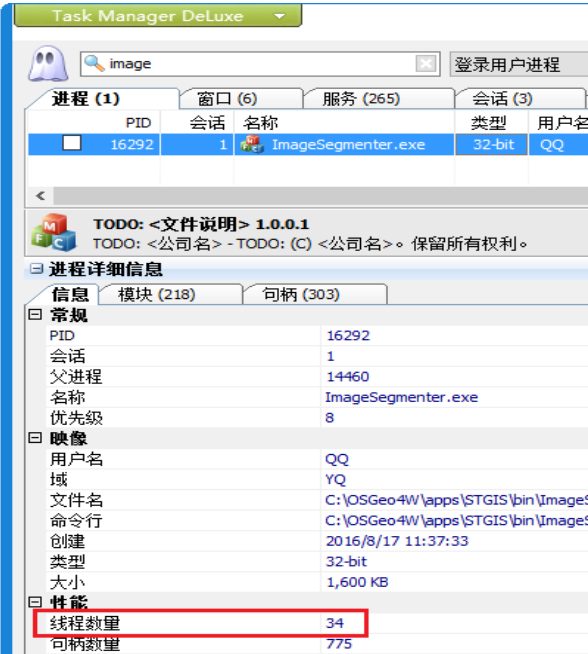 Task Manager DeLuxe
image
登录用户进程
进程 (1) 窗口 (6) 服务 (265) 会话 (3)
PID 会话 名称 类型 用户名
16292 1 ImageSegmenter.exe 32-bit QQ
TODO: <文件说明> 1.0.0.1
TODO: <公司名> - TODO: (C) <公司名>。保留所有权利。
进程详细信息
信息 模块 (218) 句柄 (303)
常规
PID 16292
会话 1
父进程 14460
名称 ImageSegmenter.exe
优先级 8
映像
用户名 QQ
域 YQ
文件名 C:\OSGeo4W\apps\STGIS\bin\ImageS
命令行 C:\OSGeo4W\apps\STGIS\bin\ImageS
创建 2016/8/17 11:37:33
类型 32-bit
大小 1,600 KB
性能
线程数量 34
句柄数量 775